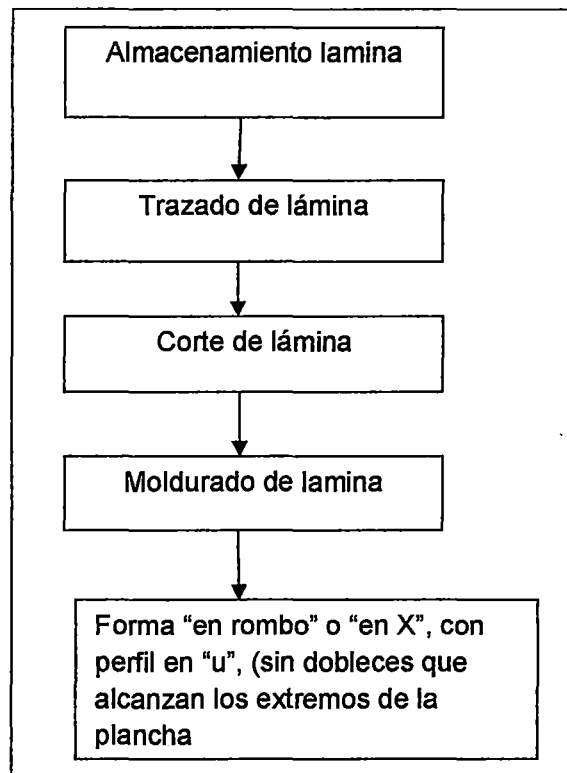 Almacenamiento lamina
Trazado de lámina
Corte de lámina
Moldurado de lamina
Forma “en rombo” o “en X”, con
perfil en “u”, (sin dobleces que
alcanzan los extremos de la
plancha